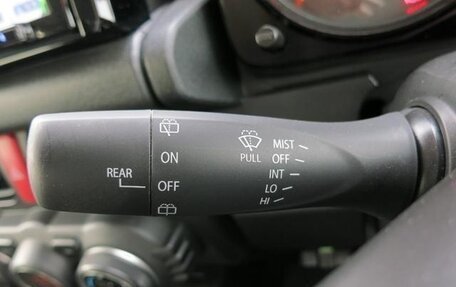 MIST
ON
PULL
OFF
INT
REAR
OFF
LO
HI